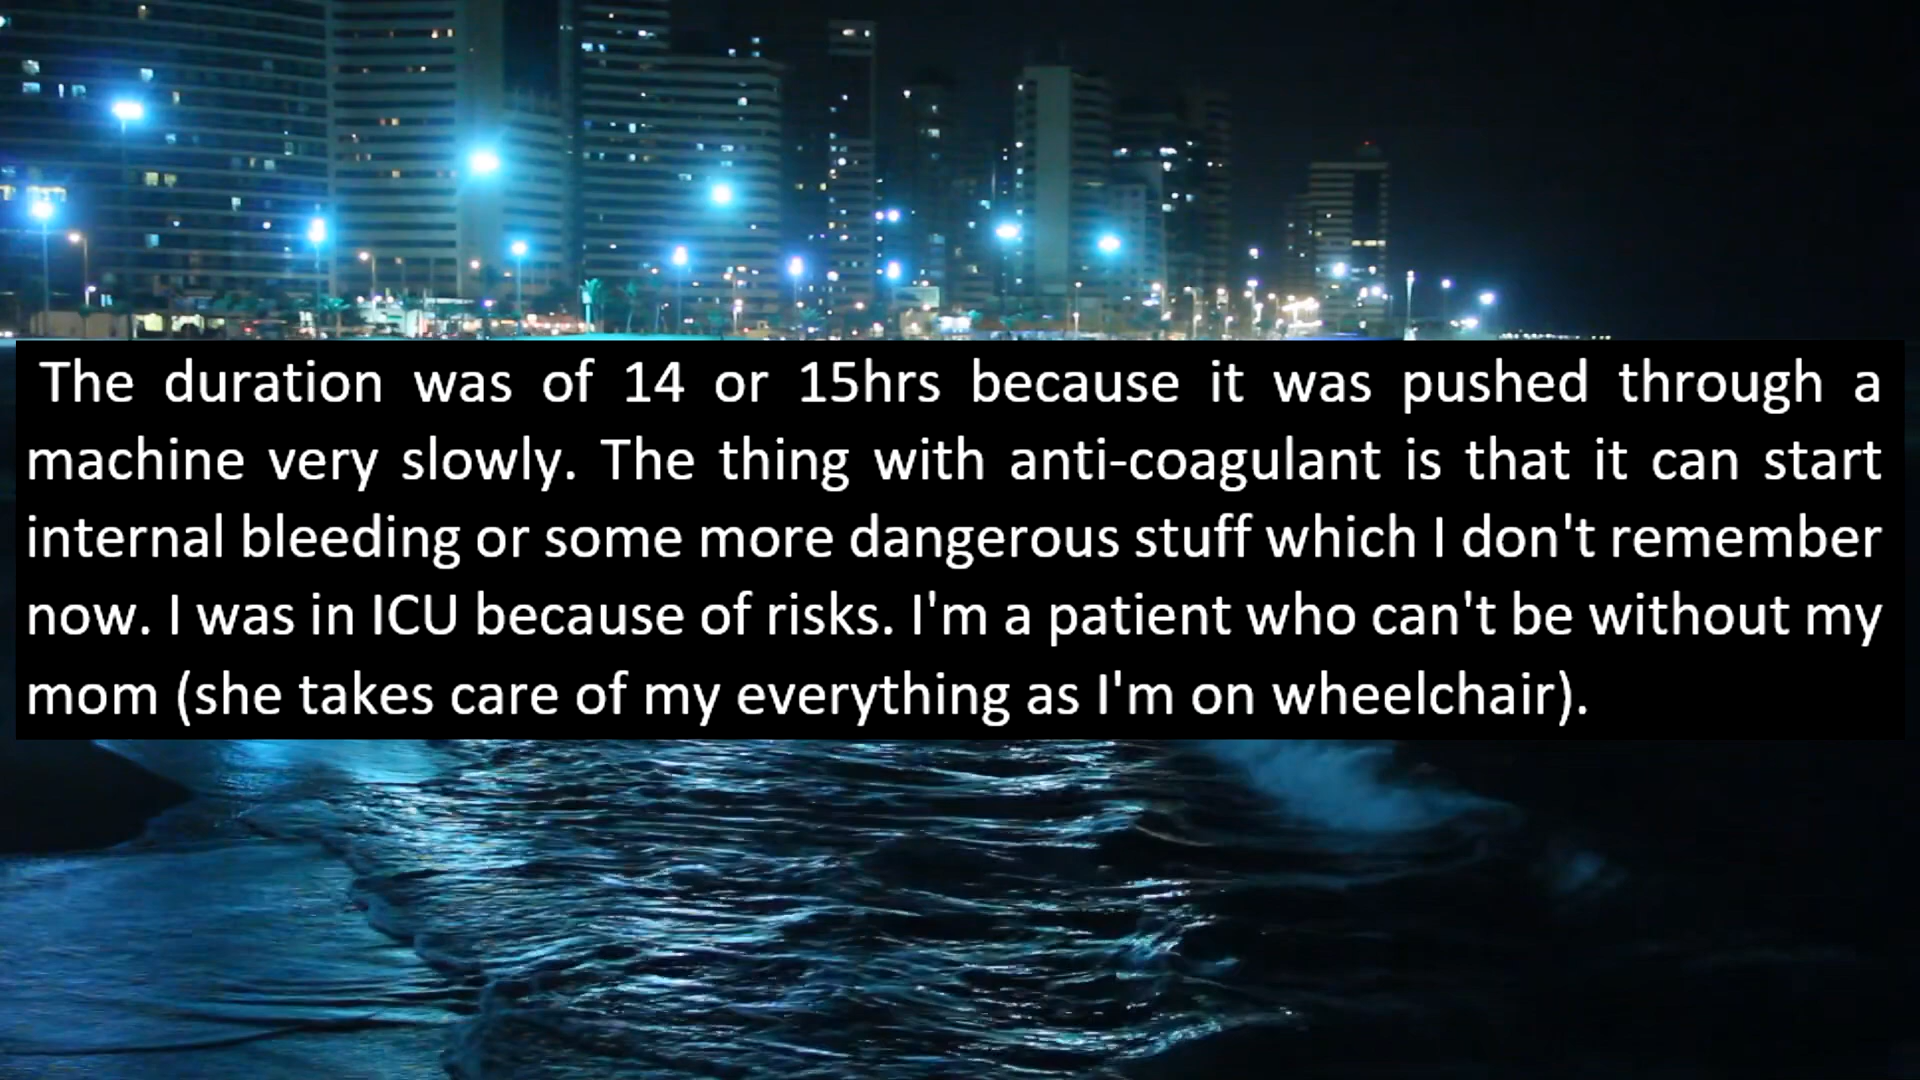 The duration was of 14 or 15hrs because it was pushed through a
machine very slowly. The thing with anti-coagulant is that it can start
internal bleeding or some more dangerous stuff which I don't remember
now. I was in ICU because of risks. I'm a patient who can't be without my
mom (she takes care of my everything as I'm on wheelchair).